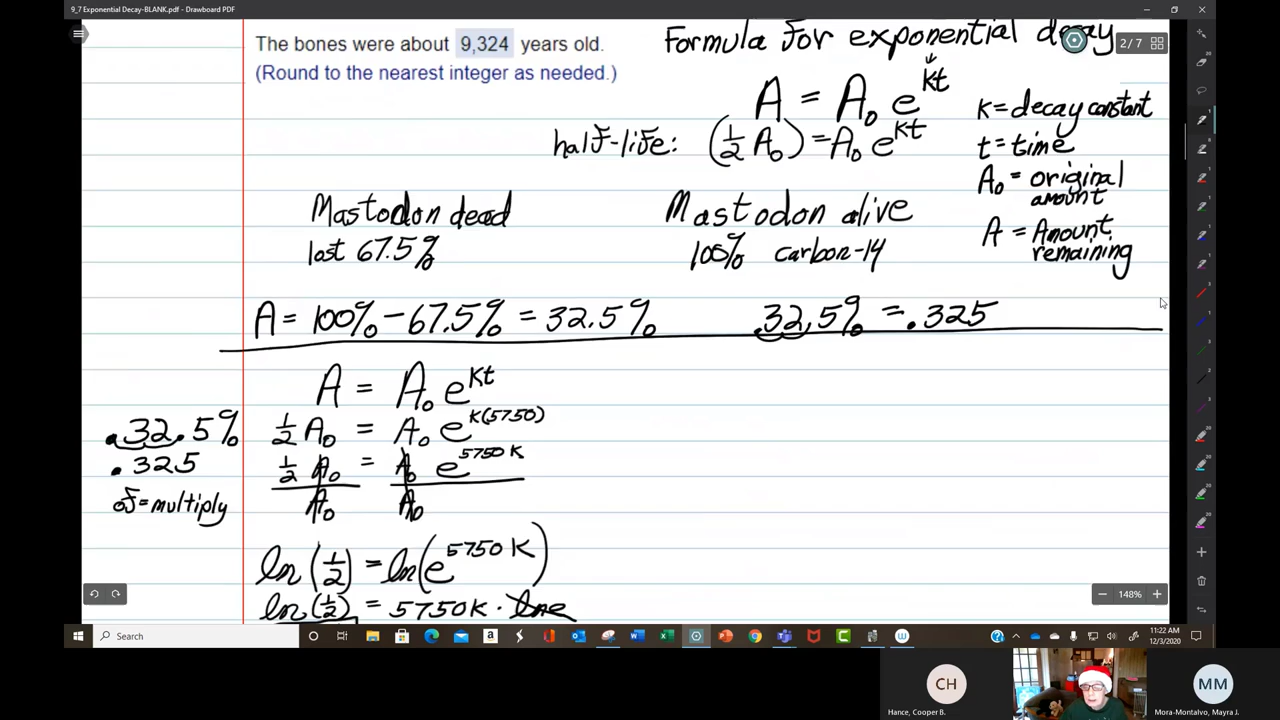 9_7 Exponential Decay-BLANK.pdf - Drawboard PDF
2/7
The bones were about 9,324 years old.
(Round to the nearest integer as needed.)
Formula for exponential decay
A = A₀ e^kt
half-life: (½ A₀) = A₀ e^kt
k = decay constant
t = time
A₀ = original amount
A = Amount remaining
Mastodon dead
lost 67.5%
Mastodon alive
100% carbon-14
A = 100% - 67.5% = 32.5%
.32.5% = .325
A = A₀ e^kt
½ A₀ = A₀ e^k(5750)
½ A₀ = A₀ e^5750 k
A₀ A₀
.32.5%
.325
of = multiply
ln(½) = ln(e^5750 k)
ln(½) = 5750k · lne
148%
Search
11:22 AM
12/3/2020
CH
Hance, Cooper B.
MM
Mora-Montalvo, Mayra J.